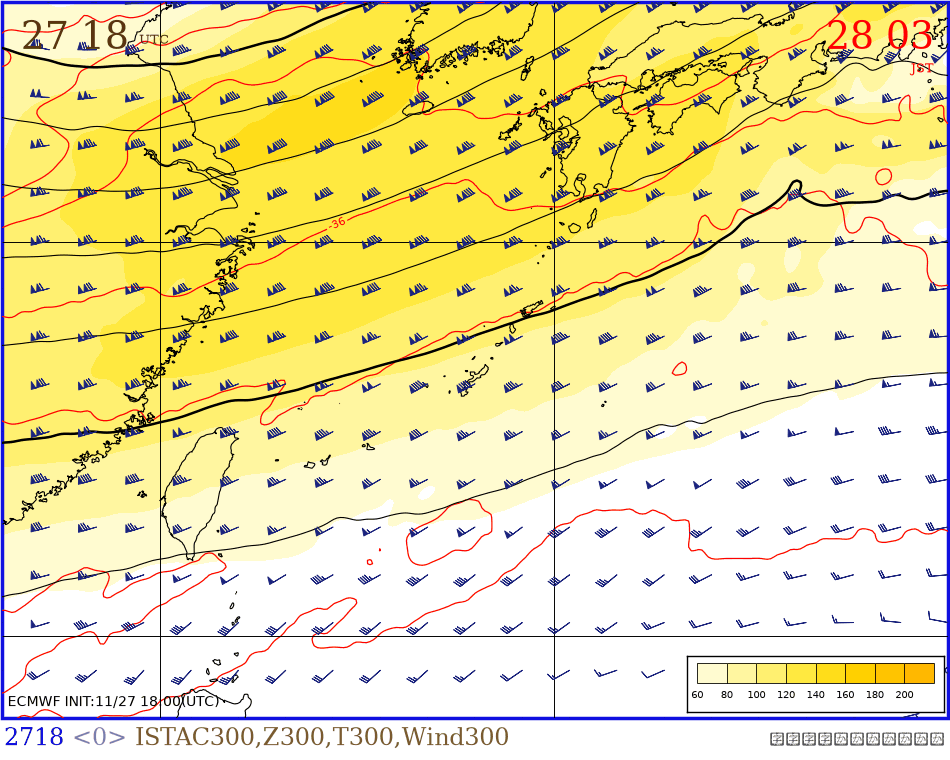 27 18 UTC
28 03
JST
-36
60 80 100 120 140 160 180 200
ECMWF INIT:11/27 18:00(UTC)
2718 <0> ISTAC300,Z300,T300,Wind300